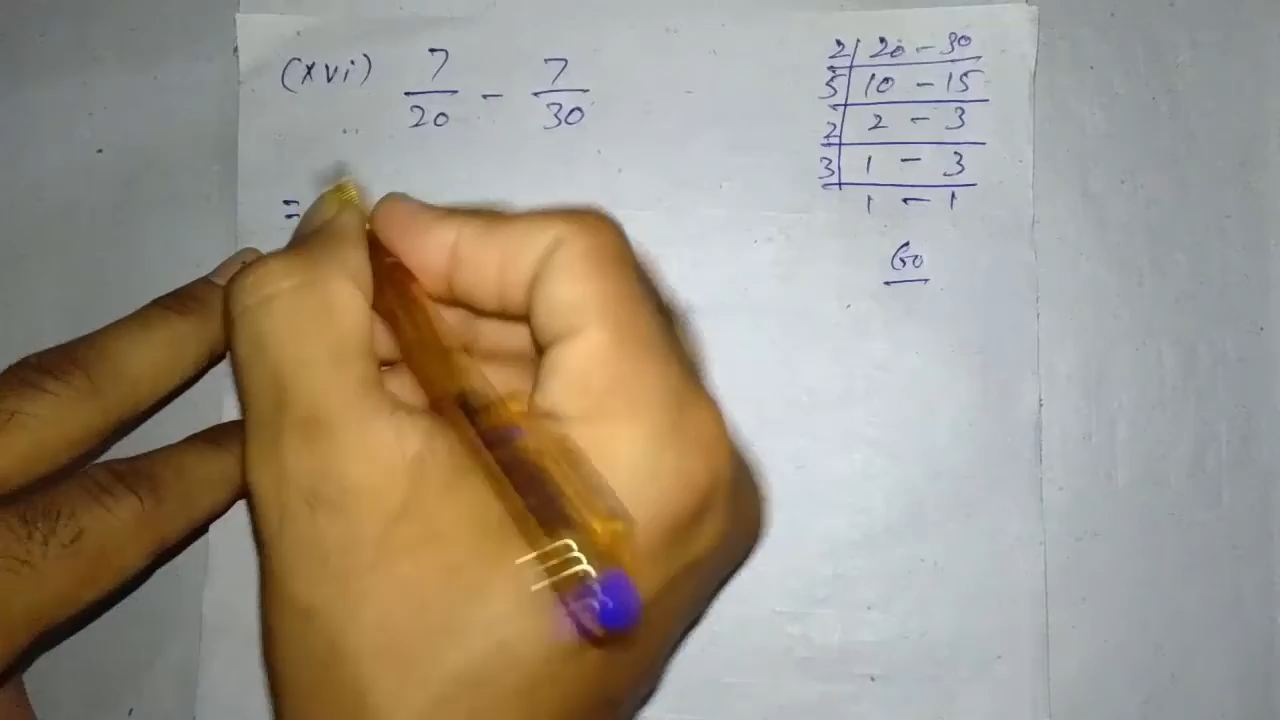 (xvi) 7/20 - 7/30
=
2 | 20 - 30
5 | 10 - 15
2 | 2 - 3
3 | 1 - 3
1 - 1
60